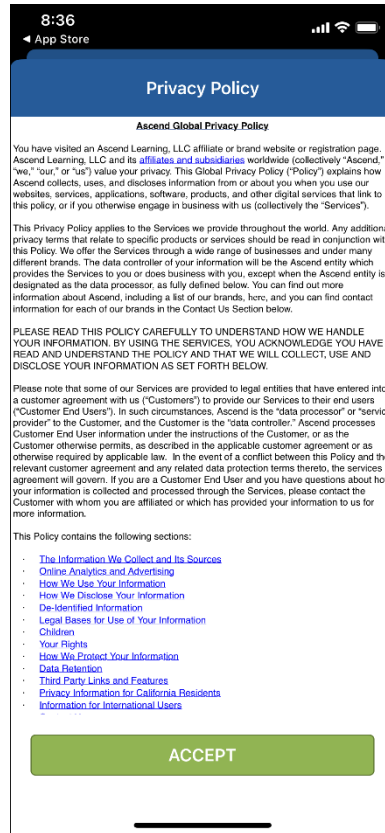 8:36
◀ App Store
Privacy Policy
Ascend Global Privacy Policy
You have visited an Ascend Learning, LLC affiliate or brand website or registration page.
Ascend Learning, LLC and its affiliates and subsidiaries worldwide (collectively “Ascend,”
“we,” “our,” or “us”) value your privacy. This Global Privacy Policy (“Policy”) explains how
Ascend collects, uses, and discloses information from or about you when you use our
websites, services, applications, software, products, and other digital services that link to
this policy, or if you otherwise engage in business with us (collectively the “Services”).
This Privacy Policy applies to the Services we provide throughout the world. Any additiona
privacy terms that relate to specific products or services should be read in conjunction wit
this Policy. We offer the Services through a wide range of businesses and under many
different brands. The data controller of your information will be the Ascend entity which
provides the Services to you or does business with you, except when the Ascend entity is
designated as the data processor, as fully defined below. You can find out more
information about Ascend, including a list of our brands, here, and you can find contact
information for each of our brands in the Contact Us Section below.
PLEASE READ THIS POLICY CAREFULLY TO UNDERSTAND HOW WE HANDLE
YOUR INFORMATION. BY USING THE SERVICES, YOU ACKNOWLEDGE YOU HAVE
READ AND UNDERSTAND THE POLICY AND THAT WE WILL COLLECT, USE AND
DISCLOSE YOUR INFORMATION AS SET FORTH BELOW.
Please note that some of our Services are provided to legal entities that have entered into
a customer agreement with us (“Customers”) to provide our Services to their end users
(“Customer End Users”). In such circumstances, Ascend is the “data processor” or “servic
provider” to the Customer, and the Customer is the “data controller.” Ascend processes
Customer End User information under the instructions of the Customer, or as the
Customer otherwise permits, as described in the applicable customer agreement or as
otherwise required by applicable law. In the event of a conflict between this Policy and the
relevant customer agreement and any related data protection terms thereto, the services
agreement will govern. If you are a Customer End User and you have questions about ho
your information is collected and processed through the Services, please contact the
Customer with whom you are affiliated or which has provided your information to us for
more information.
This Policy contains the following sections:
· The Information We Collect and Its Sources
· Online Analytics and Advertising
· How We Use Your Information
· How We Disclose Your Information
· De-Identified Information
· Legal Bases for Use of Your Information
· Children
· Your Rights
· How We Protect Your Information
· Data Retention
· Third Party Links and Features
· Privacy Information for California Residents
· Information for International Users
ACCEPT